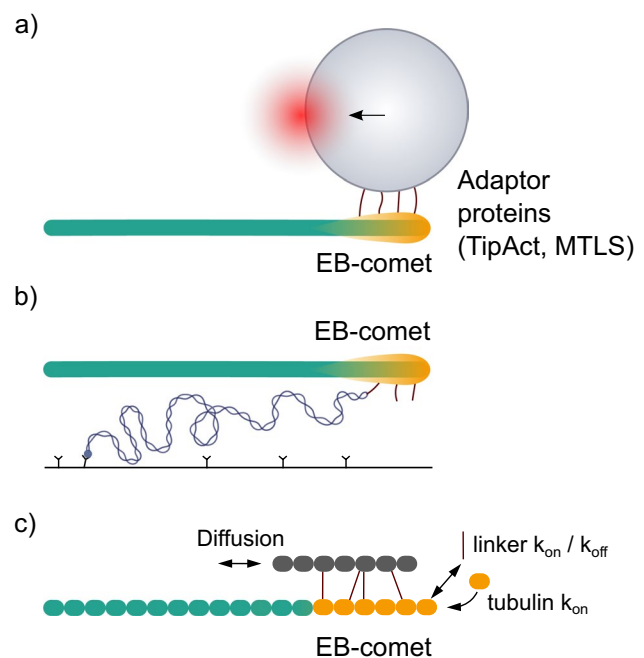 a)
Adaptor
proteins
(TipAct, MTLS)
EB-comet
b)
EB-comet
c)
Diffusion
linker kon / koff
tubulin kon
EB-comet